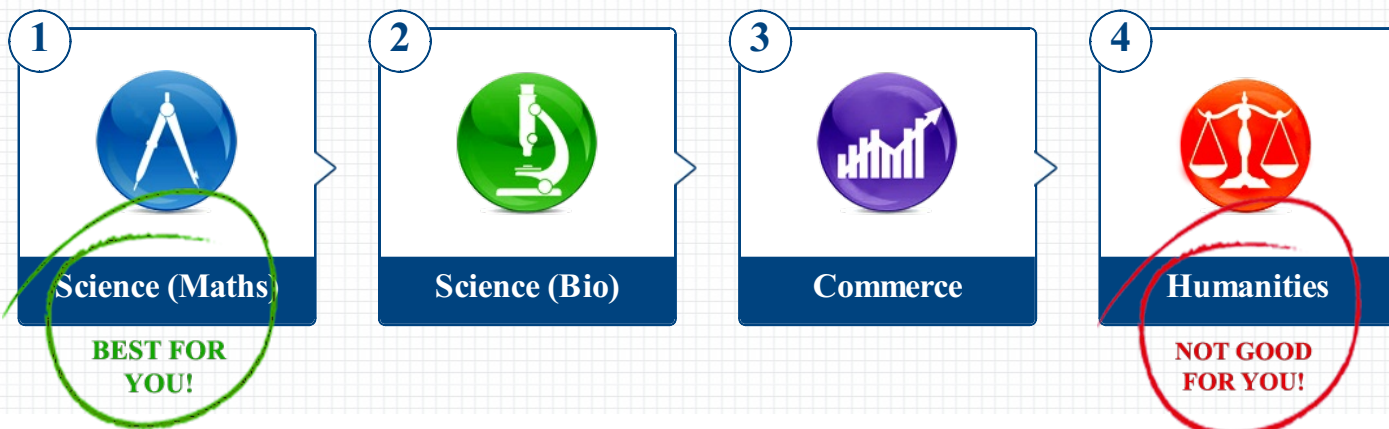 1
2
3
4
Science (Maths)
Science (Bio)
Commerce
Humanities
BEST FOR
YOU!
NOT GOOD
FOR YOU!